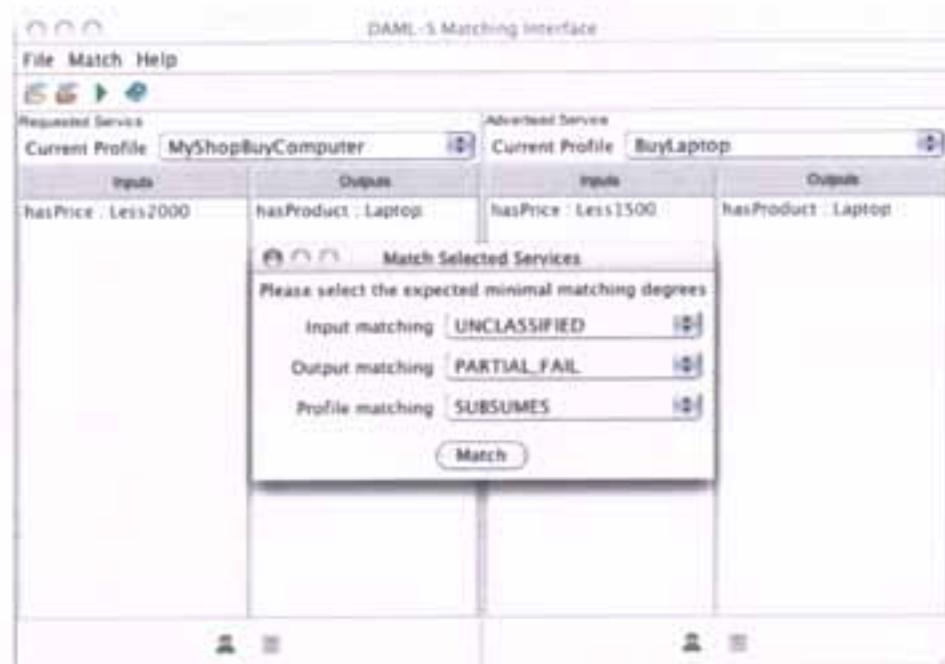 DAML-S Matching Interface
File Match Help
Requested Service
Advertised Service
Current Profile MyShopBuyComputer
Current Profile BuyLaptop
Inputs Outputs Inputs Outputs
hasPrice : Less2000 hasProduct : Laptop hasPrice : Less1500 hasProduct : Laptop
Match Selected Services
Please select the expected minimal matching degrees
Input matching UNCLASSIFIED
Output matching PARTIAL_FAIL
Profile matching SUBSUMES
Match